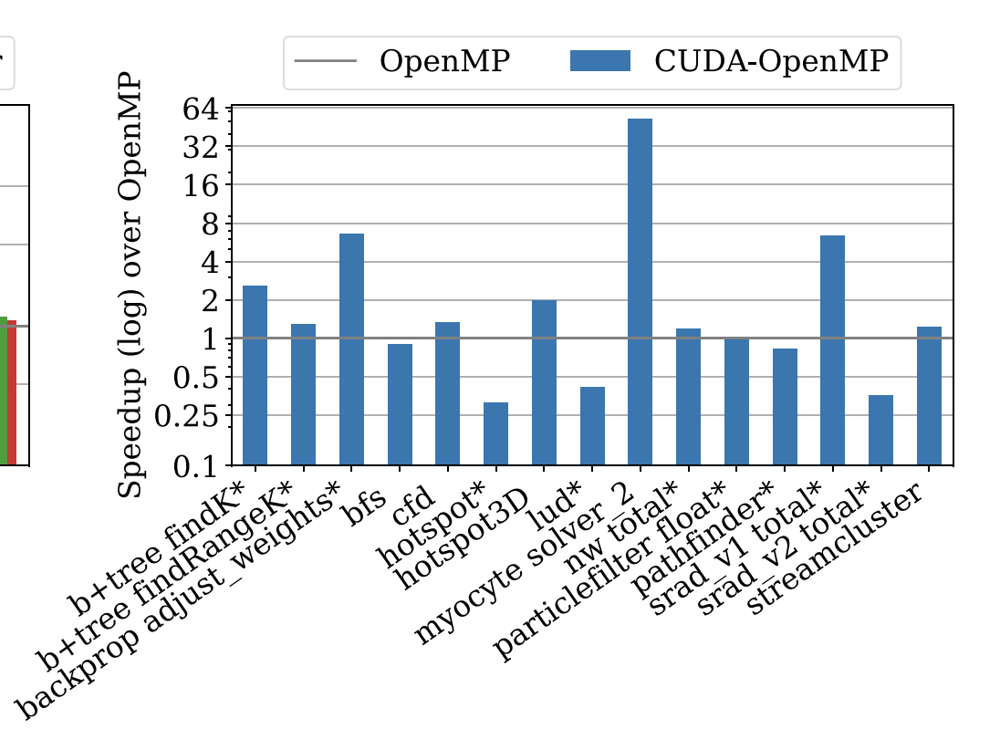 OpenMP
CUDA-OpenMP
Speedup (log) over OpenMP
64
32
16
8
4
2
1
0.5
0.25
0.1
b+tree findK*
b+tree findRangeK*
backprop adjust_weights*
bfs
cfd
hotspot*
hotspot3D
lud*
myocyte solver_2
nw total*
particlefilter float*
pathfinder*
srad_v1 total*
srad_v2 total*
streamcluster